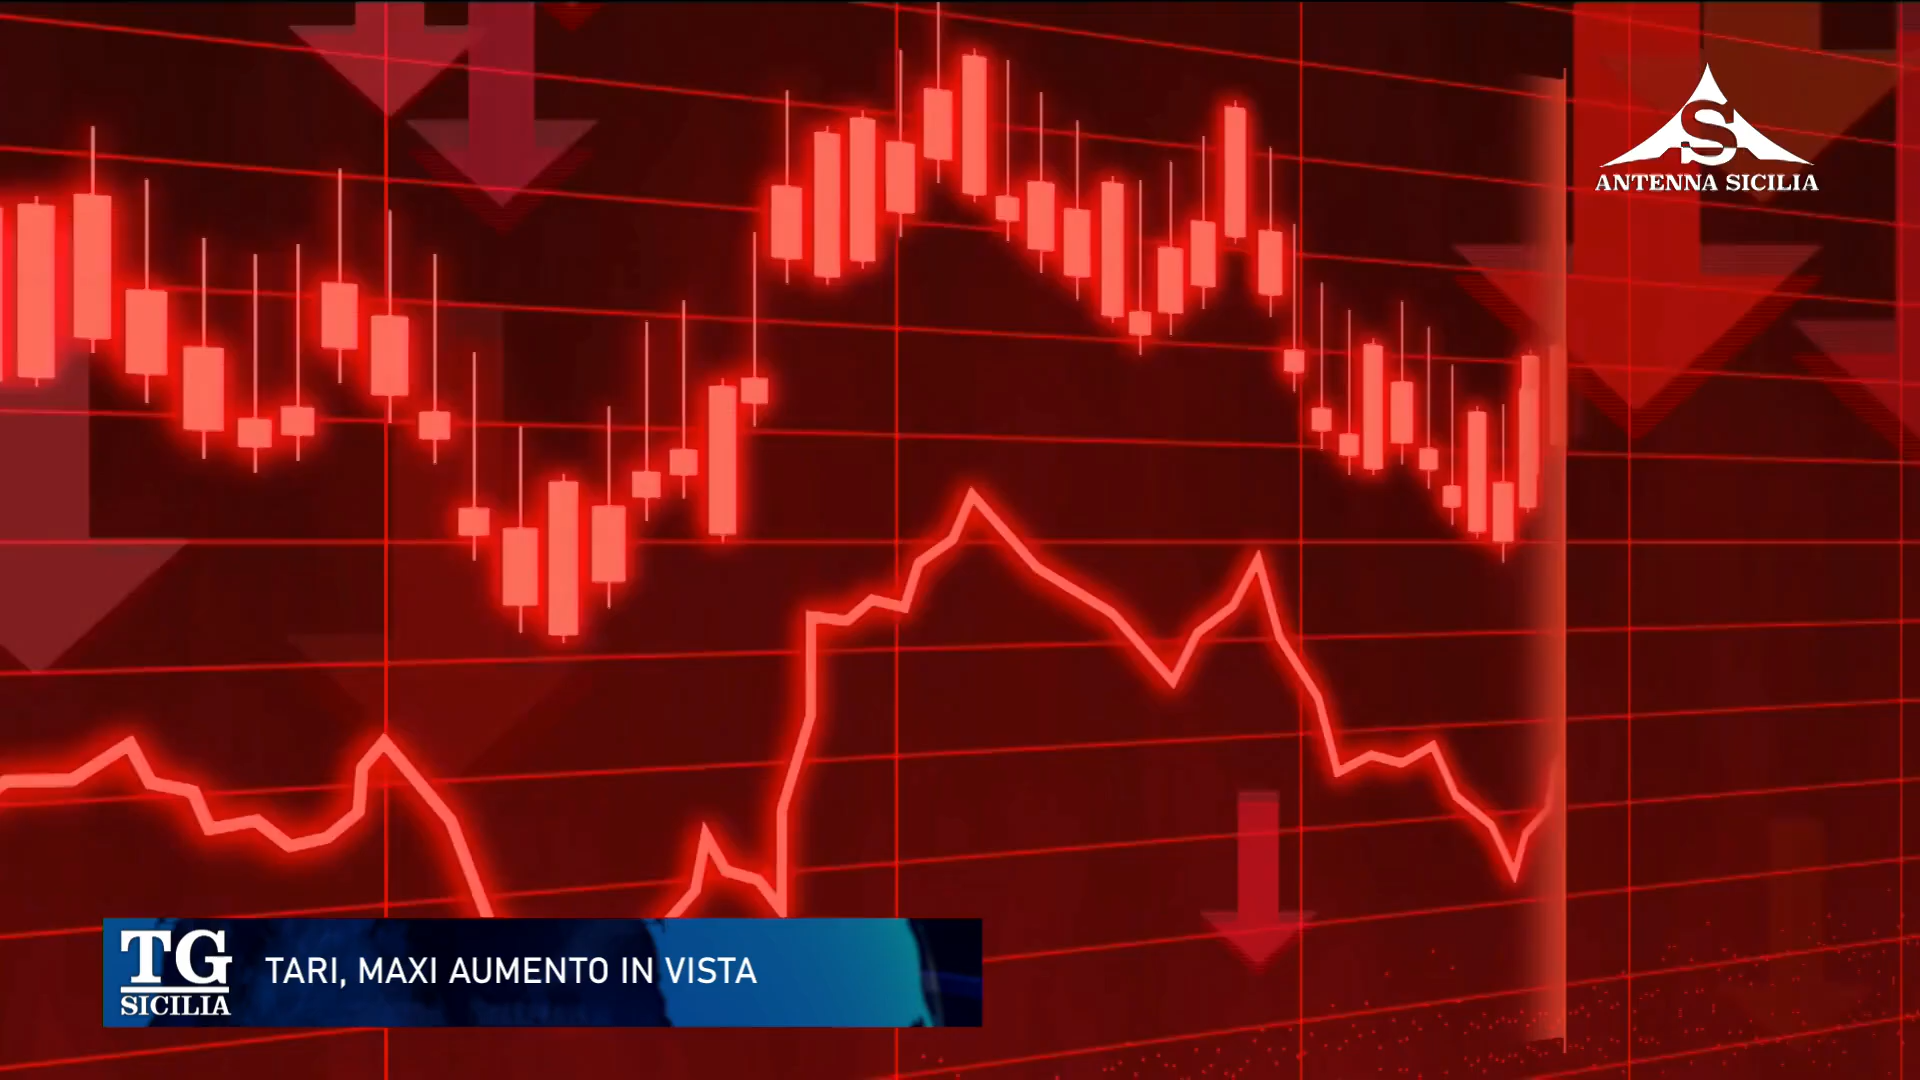 S
ANTENNA SICILIA
TG
SICILIA
TARI, MAXI AUMENTO IN VISTA